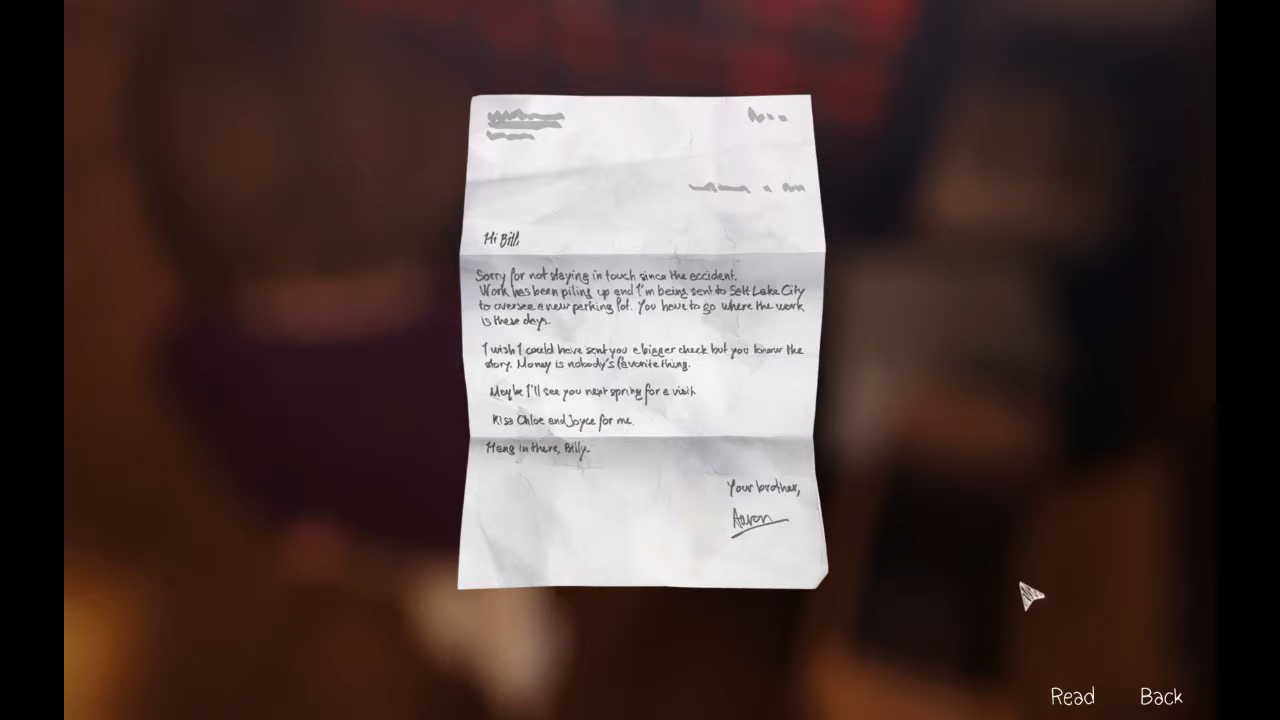 Hi Bill,
Sorry for not staying in touch since the accident.
Work has been piling up and I'm being sent to Salt Lake City
to oversee a new parking lot. You have to go where the work
is these days.
I wish I could have sent you a bigger check but you know the
story. Money is nobody's favorite thing.
Maybe I'll see you next spring for a visit.
Kiss Chloe and Joyce for me.
Hang in there, Billy.
Your brother,
Aaron
Read Back